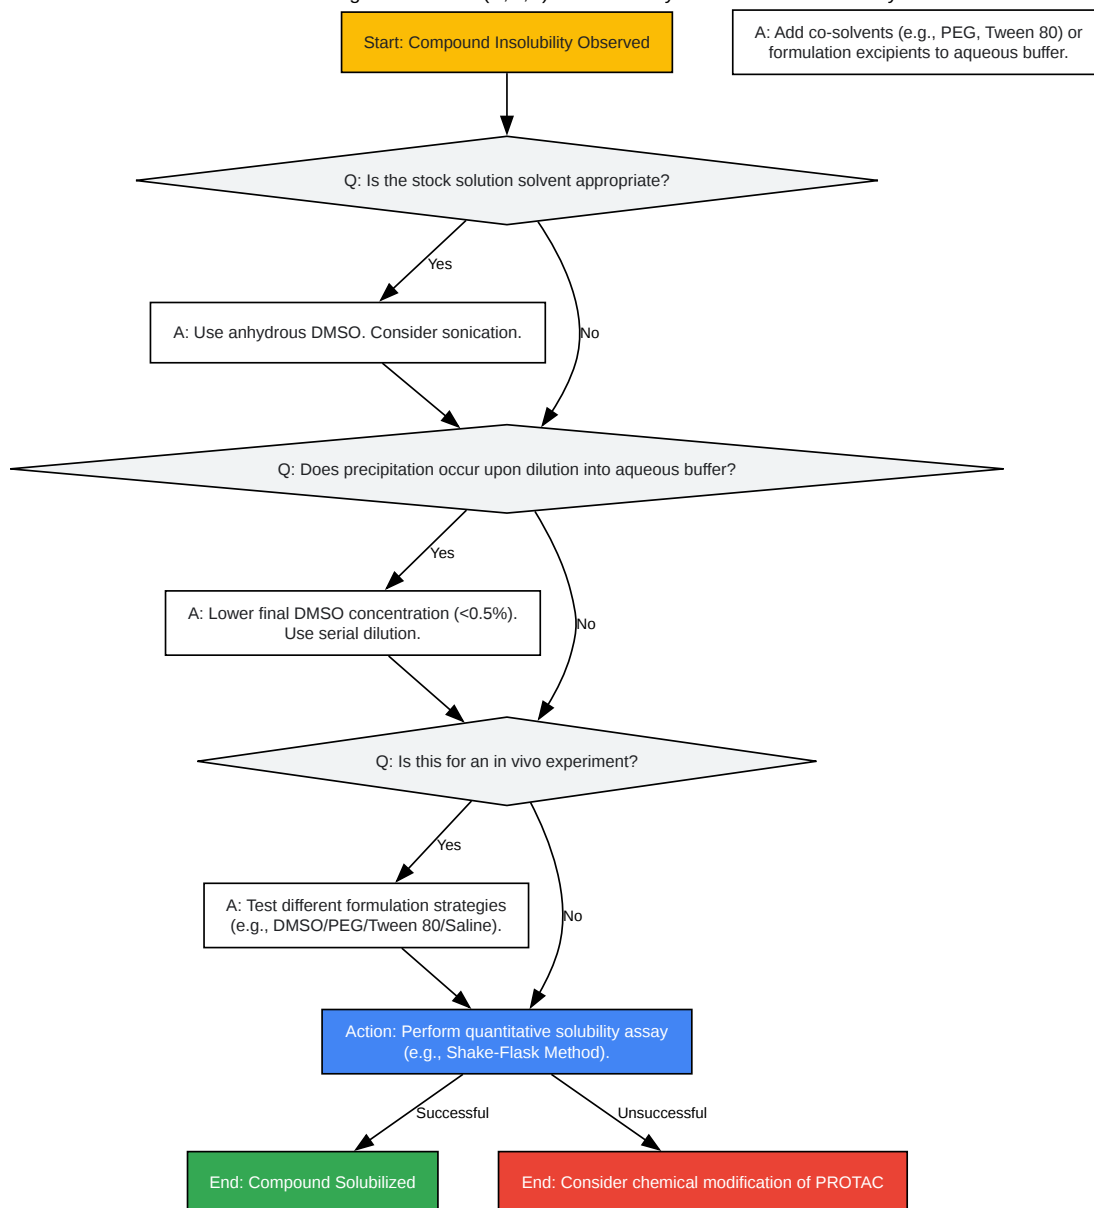 Start: Compound Insolubility Observed
A: Add co-solvents (e.g., PEG, Tween 80) or
formulation excipients to aqueous buffer.
Q: Is the stock solution solvent appropriate?
Yes
A: Use anhydrous DMSO. Consider sonication.
No
Q: Does precipitation occur upon dilution into aqueous buffer?
Yes
A: Lower final DMSO concentration (<0.5%).
Use serial dilution.
No
Q: Is this for an in vivo experiment?
Yes
A: Test different formulation strategies
(e.g., DMSO/PEG/Tween 80/Saline).
No
Action: Perform quantitative solubility assay
(e.g., Shake-Flask Method).
Successful
Unsuccessful
End: Compound Solubilized
End: Consider chemical modification of PROTAC